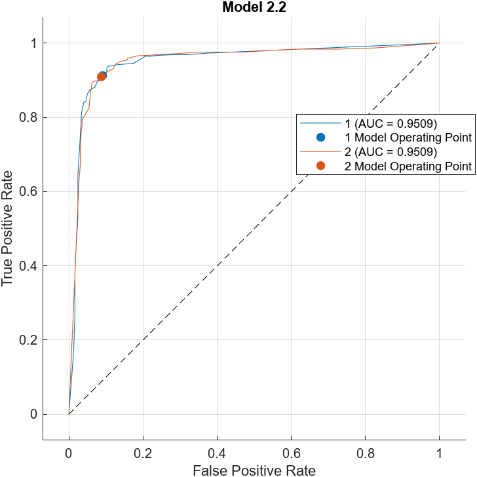 Model 2.2
1 (AUC = 0.9509)
1 Model Operating Point
2 (AUC = 0.9509)
2 Model Operating Point
True Positive Rate
1
0.8
0.6
0.4
0.2
0
0 0.2 0.4 0.6 0.8 1
False Positive Rate